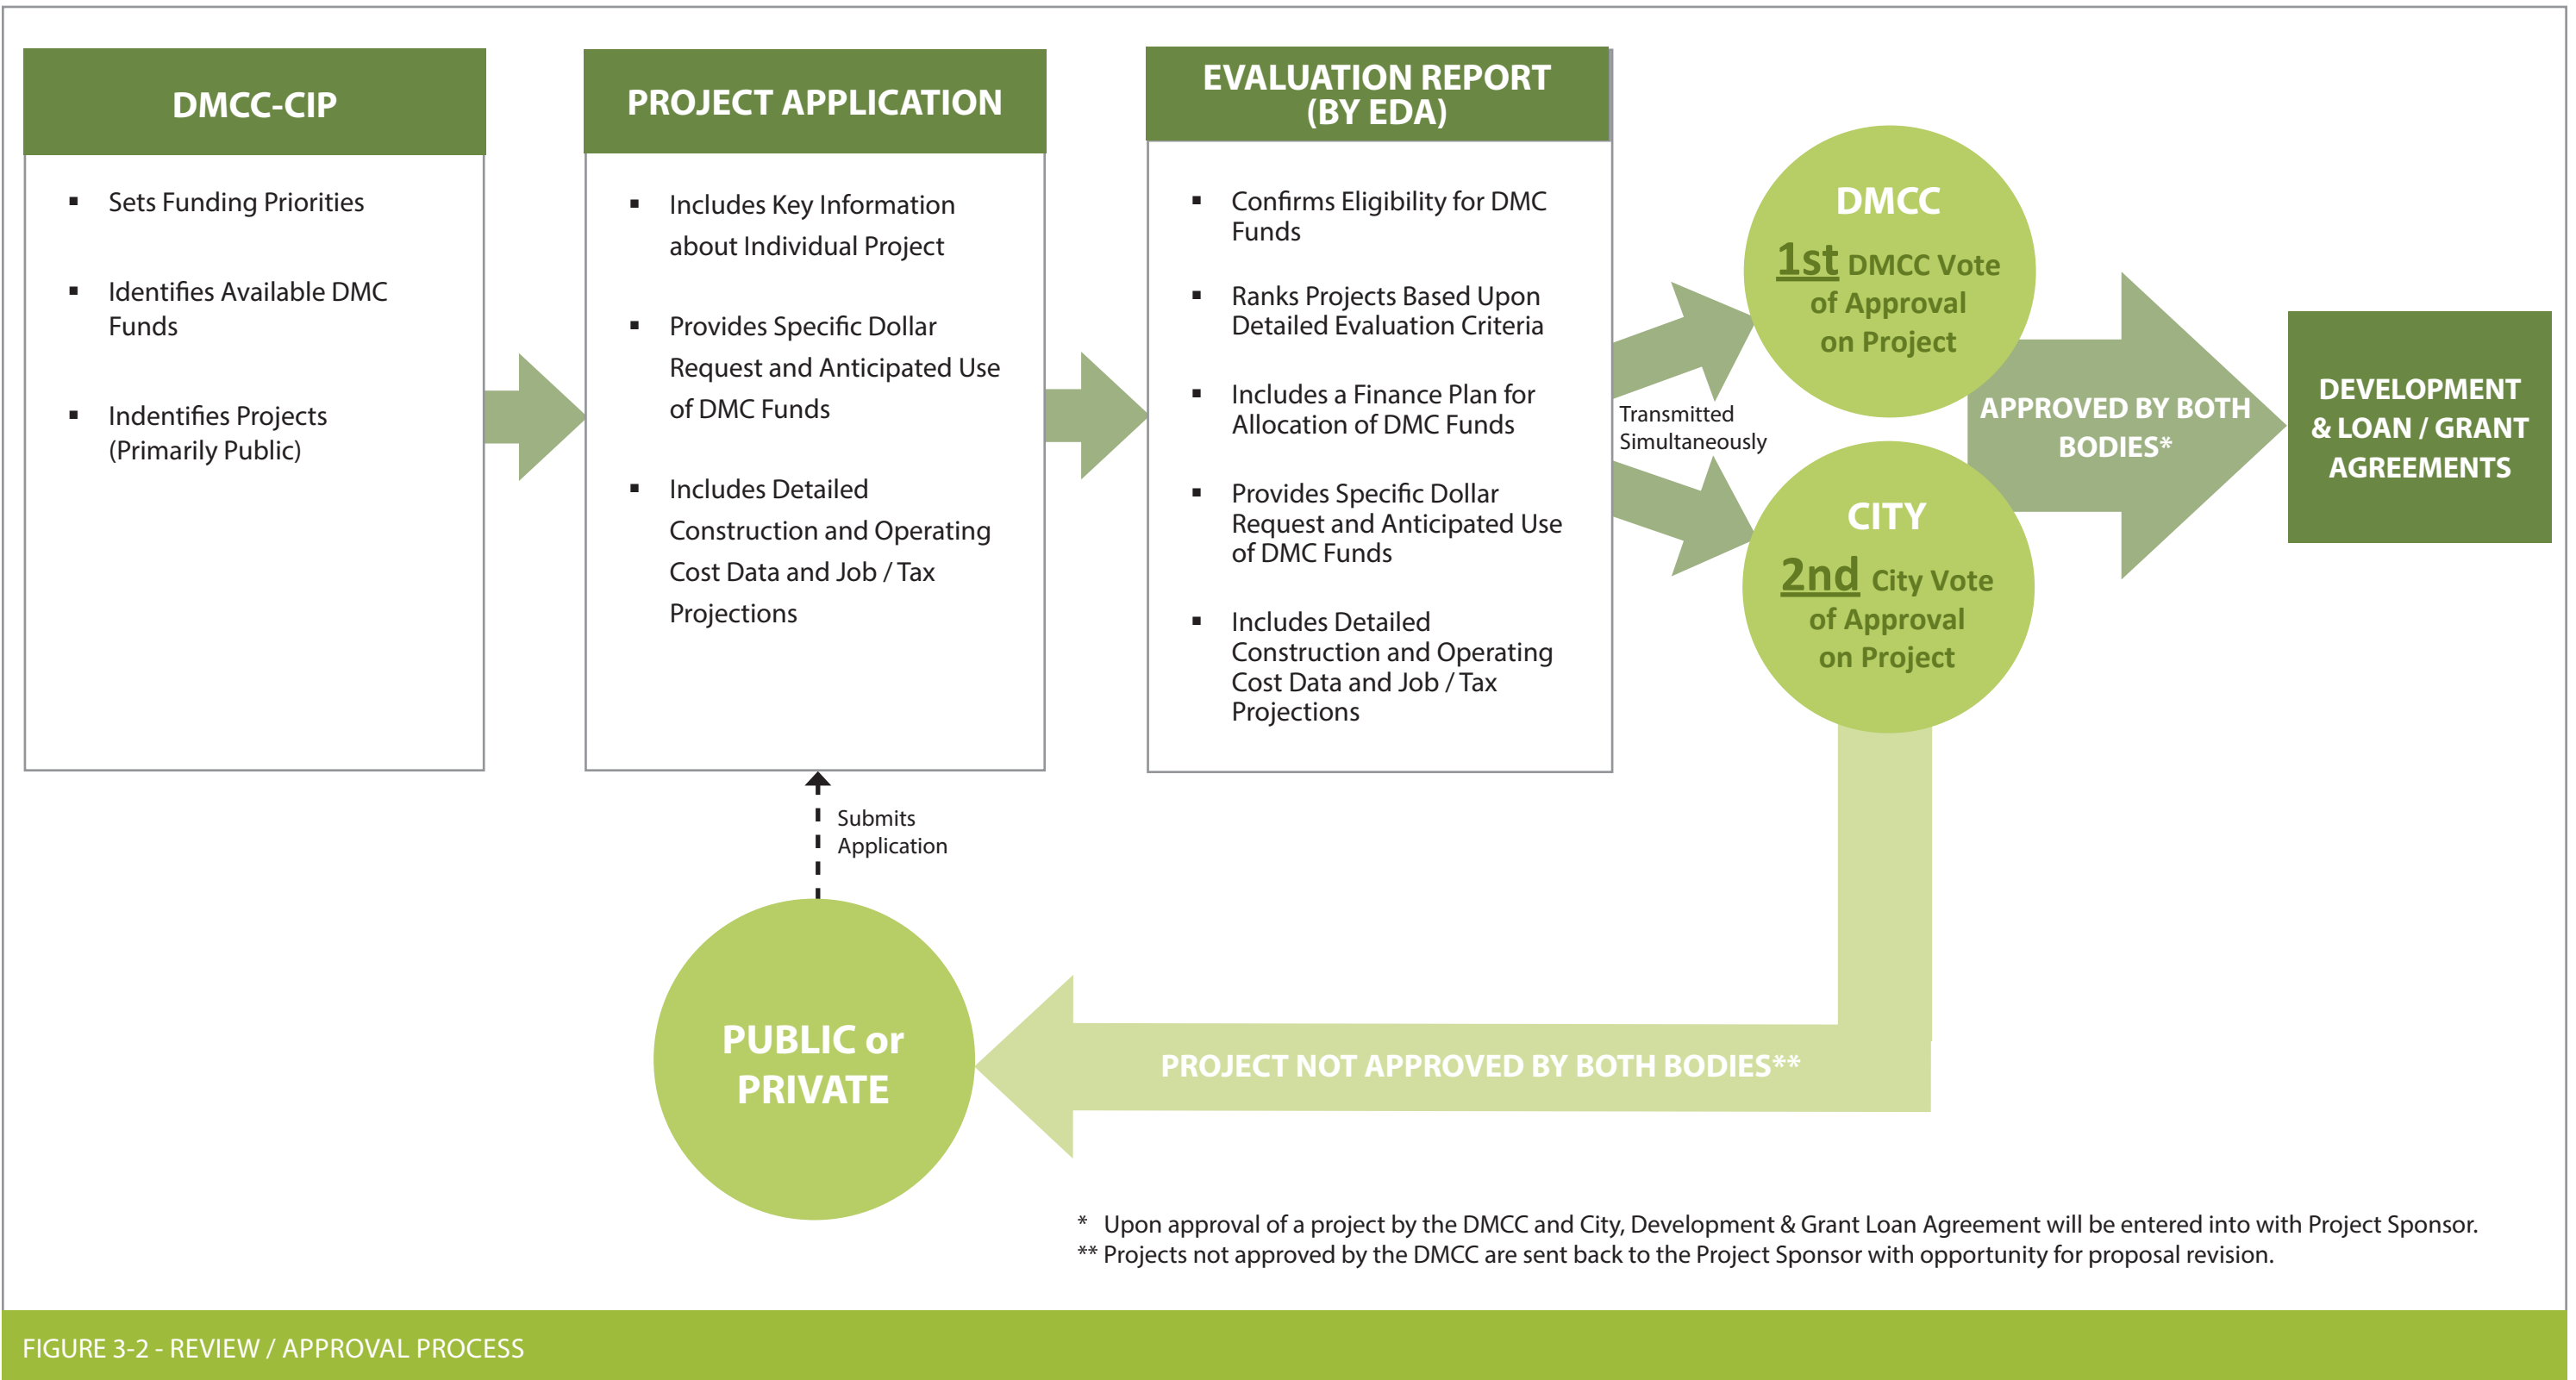 DMCC-CIP
▪ Sets Funding Priorities
▪ Identifies Available DMC
Funds
▪ Indentifies Projects
(Primarily Public)
PROJECT APPLICATION
▪ Includes Key Information
about Individual Project
▪ Provides Specific Dollar
Request and Anticipated Use
of DMC Funds
▪ Includes Detailed
Construction and Operating
Cost Data and Job / Tax
Projections
EVALUATION REPORT
(BY EDA)
▪ Confirms Eligibility for DMC
Funds
▪ Ranks Projects Based Upon
Detailed Evaluation Criteria
▪ Includes a Finance Plan for
Allocation of DMC Funds
▪ Provides Specific Dollar
Request and Anticipated Use
of DMC Funds
▪ Includes Detailed
Construction and Operating
Cost Data and Job / Tax
Projections
Transmitted
Simultaneously
DMCC
1st DMCC Vote
of Approval
on Project
CITY
2nd City Vote
of Approval
on Project
APPROVED BY BOTH
BODIES*
DEVELOPMENT
& LOAN / GRANT
AGREEMENTS
Submits
Application
PUBLIC or
PRIVATE
PROJECT NOT APPROVED BY BOTH BODIES**
* Upon approval of a project by the DMCC and City, Development & Grant Loan Agreement will be entered into with Project Sponsor.
** Projects not approved by the DMCC are sent back to the Project Sponsor with opportunity for proposal revision.
FIGURE 3-2 - REVIEW / APPROVAL PROCESS